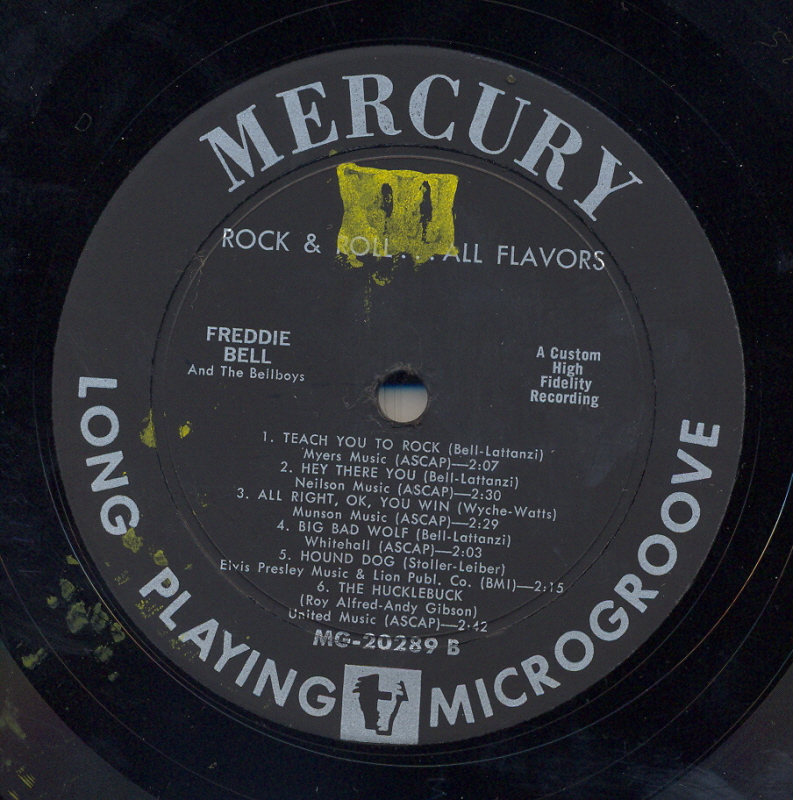 MERCURY
ROCK & ROLL...ALL FLAVORS
FREDDIE
BELL
And The Bellboys
A Custom
High
Fidelity
Recording
1. TEACH YOU TO ROCK (Bell-Lattanzi)
Myers Music (ASCAP)—2:07
2. HEY THERE YOU (Bell-Lattanzi)
Neilson Music (ASCAP)—2:30
3. ALL RIGHT, OK, YOU WIN (Wyche-Watts)
Munson Music (ASCAP)—2:29
4. BIG BAD WOLF (Bell-Lattanzi)
Whitehall (ASCAP)—2:03
5. HOUND DOG (Stoller-Leiber)
Elvis Presley Music & Lion Publ. Co. (BMI)—2:15
6. THE HUCKLEBUCK
(Roy Alfred-Andy Gibson)
United Music (ASCAP)—2:42
MG-20289 B
LONG PLAYING MICROGROOVE